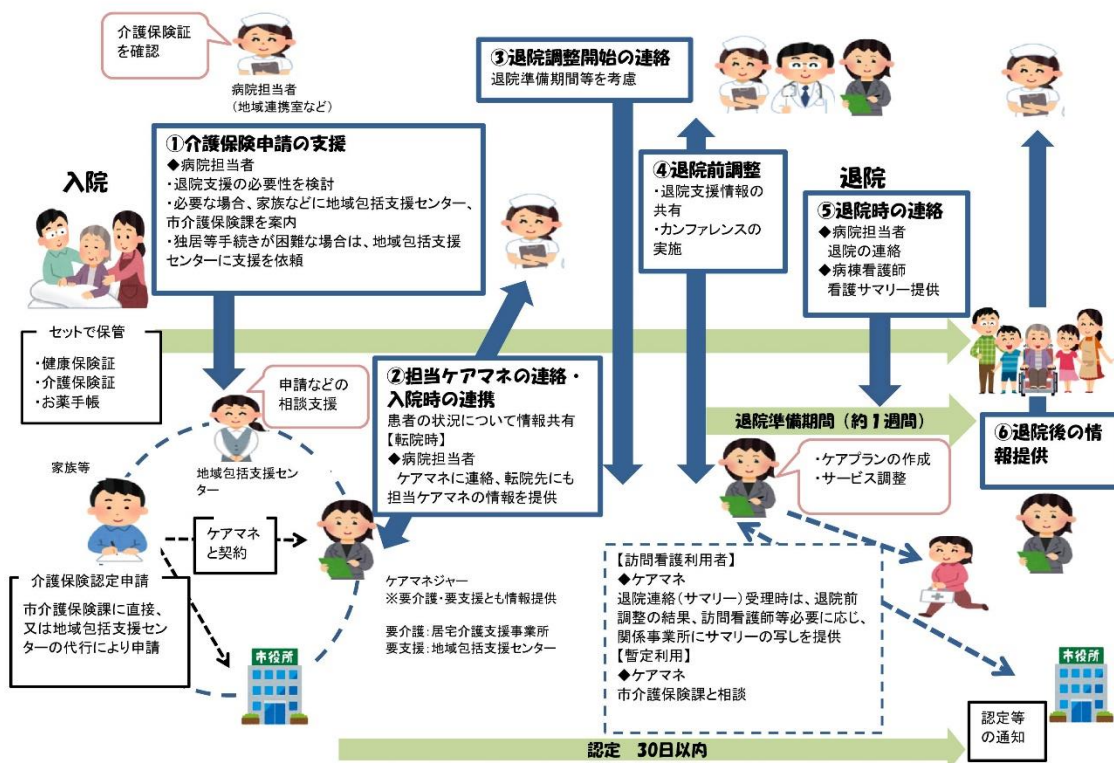 介護保険証
を確認
病院担当者
(地域連携室など)
①介護保険申請の支援
◆病院担当者
・退院支援の必要性を検討
・必要な場合、家族などに地域包括支援センター、
市介護保険課を案内
・独居等手続きが困難な場合は、地域包括支援
センターに支援を依頼
入院
セットで保管
・健康保険証
・介護保険証
・お薬手帳
③退院調整開始の連絡
退院準備期間等を考慮
④退院前調整
・退院支援情報の
共有
・カンファレンスの
実施
退院
⑤退院時の連絡
◆病院担当者
退院の連絡
◆病棟看護師
看護サマリー提供
②担当ケアマネの連絡・
入院時の連携
患者の状況について情報共有
【転院時】
◆病院担当者
ケアマネに連絡、転院先にも
担当ケアマネの情報を提供
申請などの
相談支援
地域包括支援セン
ター
家族等
ケアマネ
と契約
介護保険認定申請
市介護保険課に直接、
又は地域包括支援セン
ターの代行により申請
市役所
ケアマネジャー
※要介護・要支援とも情報提供
要介護:居宅介護支援事業所
要支援:地域包括支援センター
退院準備期間(約1週間)
⑥退院後の情
報提供
・ケアプランの作成
・サービス調整
【訪問看護利用者】
◆ケアマネ
退院連絡(サマリー)受理時は、退院前
調整の結果、訪問看護師等必要に応じ、
関係事業所にサマリーの写しを提供
【暫定利用】
◆ケアマネ
市介護保険課と相談
市役所
認定等
の通知
認定 30日以内